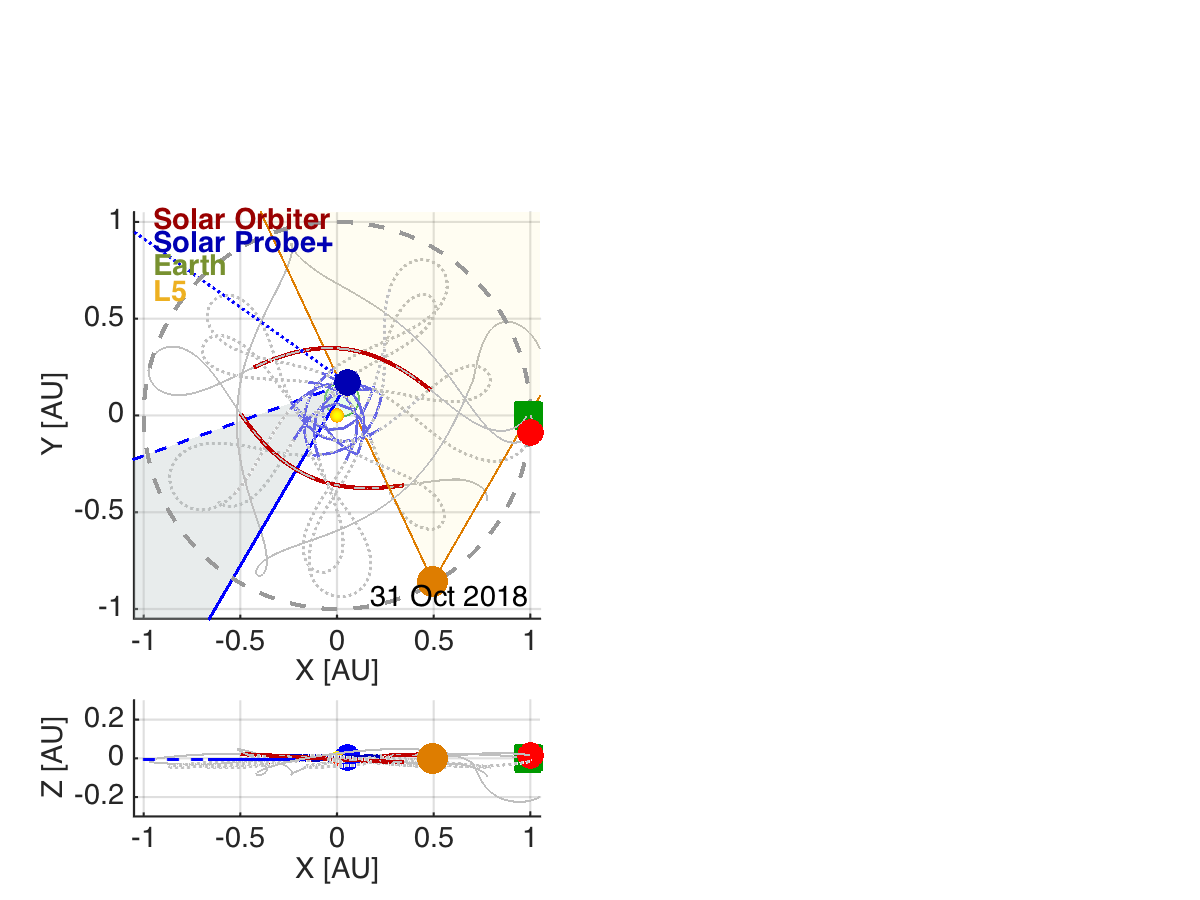 Solar Orbiter
Solar Probe+
Earth
L5
1
0.5
0
-0.5
-1
Y [AU]
31 Oct 2018
-1 -0.5 0 0.5 1
X [AU]
0.2
0
-0.2
Z [AU]
-1 -0.5 0 0.5 1
X [AU]